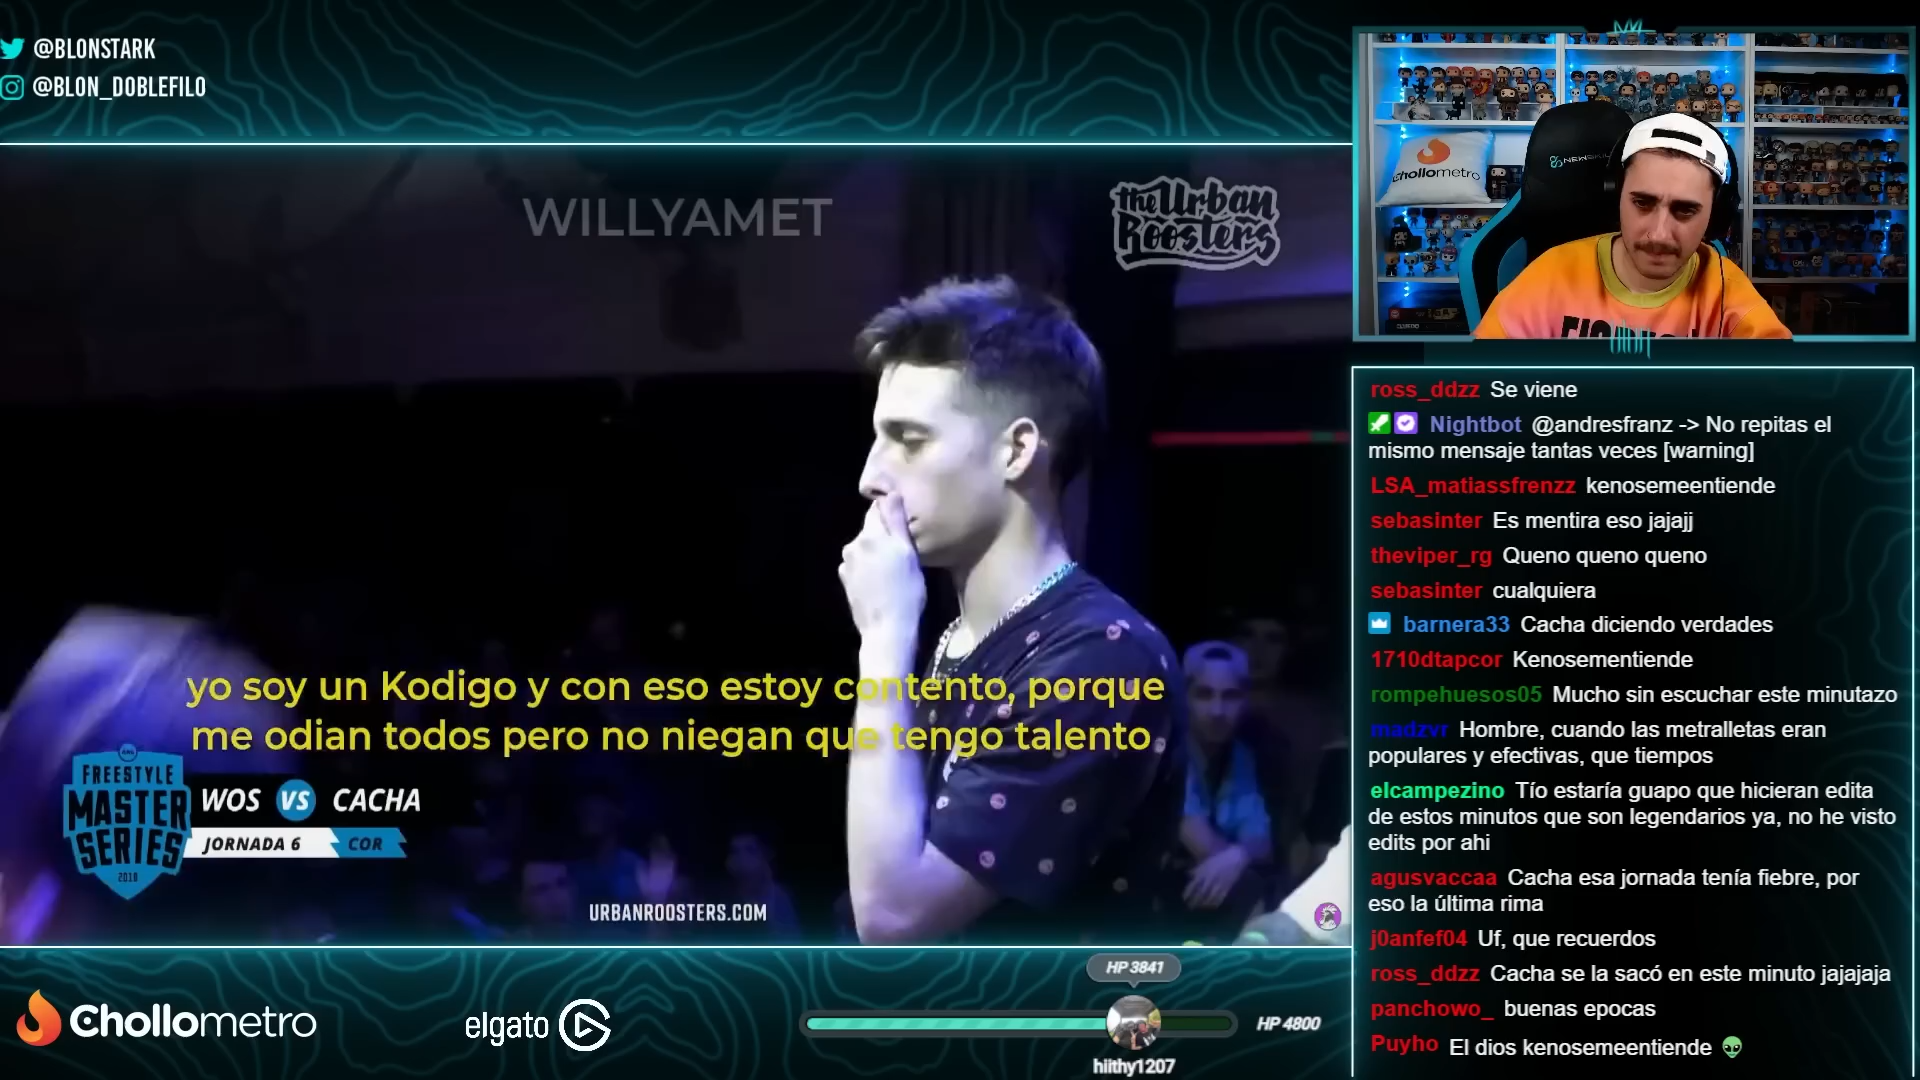 @BLONSTARK
@BLON_DOBLEFILO
WILLYAMET
the Urban
Roosters
yo soy un Kodigo y con eso estoy contento, porque
me odian todos pero no niegan que tengo talento
FREESTYLE
MASTER
SERIES
2018
WOS VS CACHA
JORNADA 6 COR
URBANROOSTERS.COM
Chollometro
elgato
HP 3841
HP 4800
hiithy1207
chollometro
ross_ddzz Se viene
Nightbot @andresfranz -> No repitas el
mismo mensaje tantas veces [warning]
LSA_matiassfrenzz kenosemeentiende
sebasinter Es mentira eso jajajj
theviper_rg Queno queno queno
sebasinter cualquiera
barnera33 Cacha diciendo verdades
1710dtapcor Kenosementiende
rompehuesos05 Mucho sin escuchar este minutazo
madzvr Hombre, cuando las metralletas eran
populares y efectivas, que tiempos
elcampezino Tío estaría guapo que hicieran edita
de estos minutos que son legendarios ya, no he visto
edits por ahi
agusvaccaa Cacha esa jornada tenía fiebre, por
eso la última rima
j0anfef04 Uf, que recuerdos
ross_ddzz Cacha se la sacó en este minuto jajajaja
panchowo_ buenas epocas
Puyho El dios kenosemeentiende